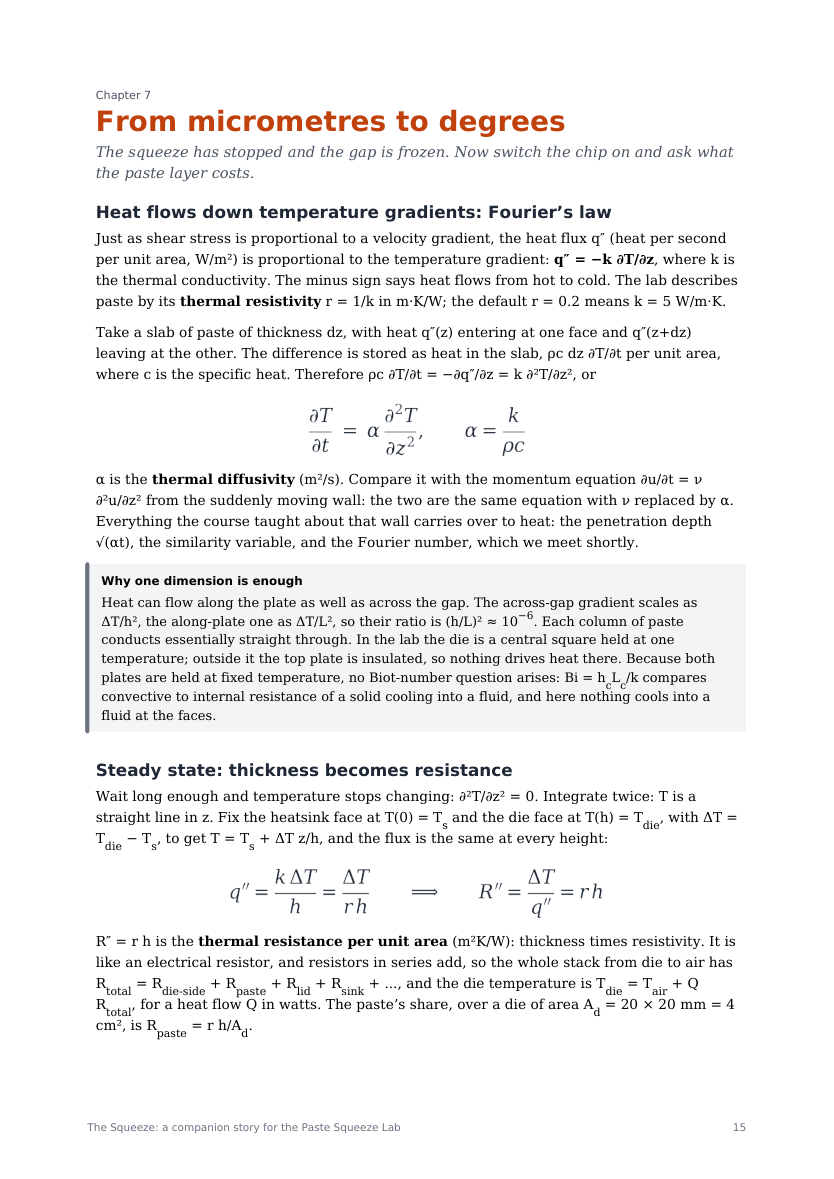 Chapter 7
From micrometres to degrees
The squeeze has stopped and the gap is frozen. Now switch the chip on and ask what
the paste layer costs.
Heat flows down temperature gradients: Fourier’s law
Just as shear stress is proportional to a velocity gradient, the heat flux q″ (heat per second
per unit area, W/m²) is proportional to the temperature gradient: q″ = −k ∂T/∂z, where k is
the thermal conductivity. The minus sign says heat flows from hot to cold. The lab describes
paste by its thermal resistivity r = 1/k in m·K/W; the default r = 0.2 means k = 5 W/m·K.
Take a slab of paste of thickness dz, with heat q″(z) entering at one face and q″(z+dz)
leaving at the other. The difference is stored as heat in the slab, ρc dz ∂T/∂t per unit area,
where c is the specific heat. Therefore ρc ∂T/∂t = −∂q″/∂z = k ∂²T/∂z², or
∂T/∂t = α ∂²T/∂z², α = k/ρc
α is the thermal diffusivity (m²/s). Compare it with the momentum equation ∂u/∂t = ν
∂²u/∂z² from the suddenly moving wall: the two are the same equation with ν replaced by α.
Everything the course taught about that wall carries over to heat: the penetration depth
√(αt), the similarity variable, and the Fourier number, which we meet shortly.
Why one dimension is enough
Heat can flow along the plate as well as across the gap. The across-gap gradient scales as
ΔT/h², the along-plate one as ΔT/L², so their ratio is (h/L)² ≈ 10⁻⁶. Each column of paste
conducts essentially straight through. In the lab the die is a central square held at one
temperature; outside it the top plate is insulated, so nothing drives heat there. Because both
plates are held at fixed temperature, no Biot-number question arises: Bi = h_cL_c/k compares
convective to internal resistance of a solid cooling into a fluid, and here nothing cools into a
fluid at the faces.
Steady state: thickness becomes resistance
Wait long enough and temperature stops changing: ∂²T/∂z² = 0. Integrate twice: T is a
straight line in z. Fix the heatsink face at T(0) = T_s and the die face at T(h) = T_die, with ΔT =
T_die − T_s, to get T = T_s + ΔT z/h, and the flux is the same at every height:
q″ = k ΔT/h = ΔT/r h ⟹ R″ = ΔT/q″ = r h
R″ = r h is the thermal resistance per unit area (m²K/W): thickness times resistivity. It is
like an electrical resistor, and resistors in series add, so the whole stack from die to air has
R_total = R_die-side + R_paste + R_lid + R_sink + ..., and the die temperature is T_die = T_air + Q
R_total, for a heat flow Q in watts. The paste’s share, over a die of area A_d = 20 × 20 mm = 4
cm², is R_paste = r h/A_d.
The Squeeze: a companion story for the Paste Squeeze Lab
15